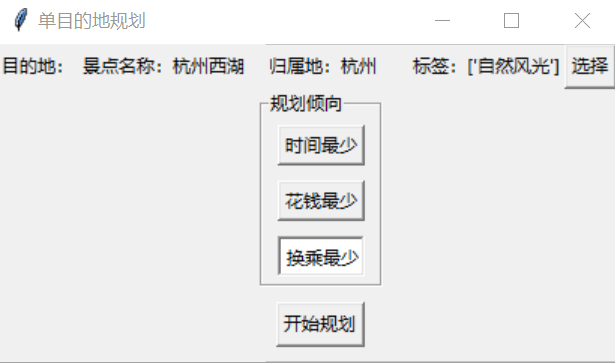 单目的地规划
目的地： 景点名称：杭州西湖 归属地：杭州 标签：['自然风光'] 选择
规划倾向
时间最少
花钱最少
换乘最少
开始规划